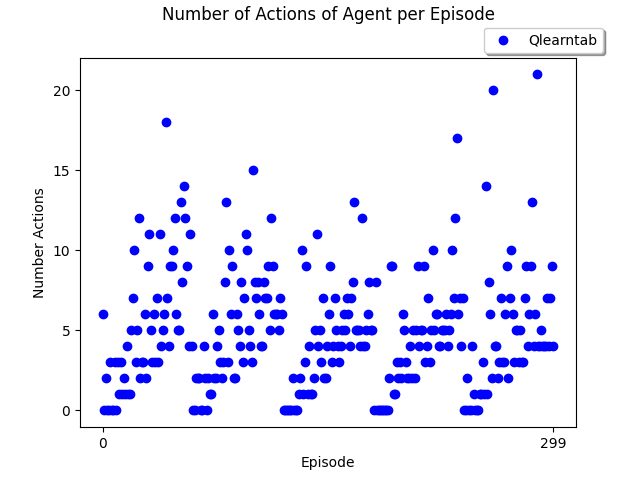 Number of Actions of Agent per Episode
Qlearntab
20
15
10
5
0
Number Actions
0
299
Episode